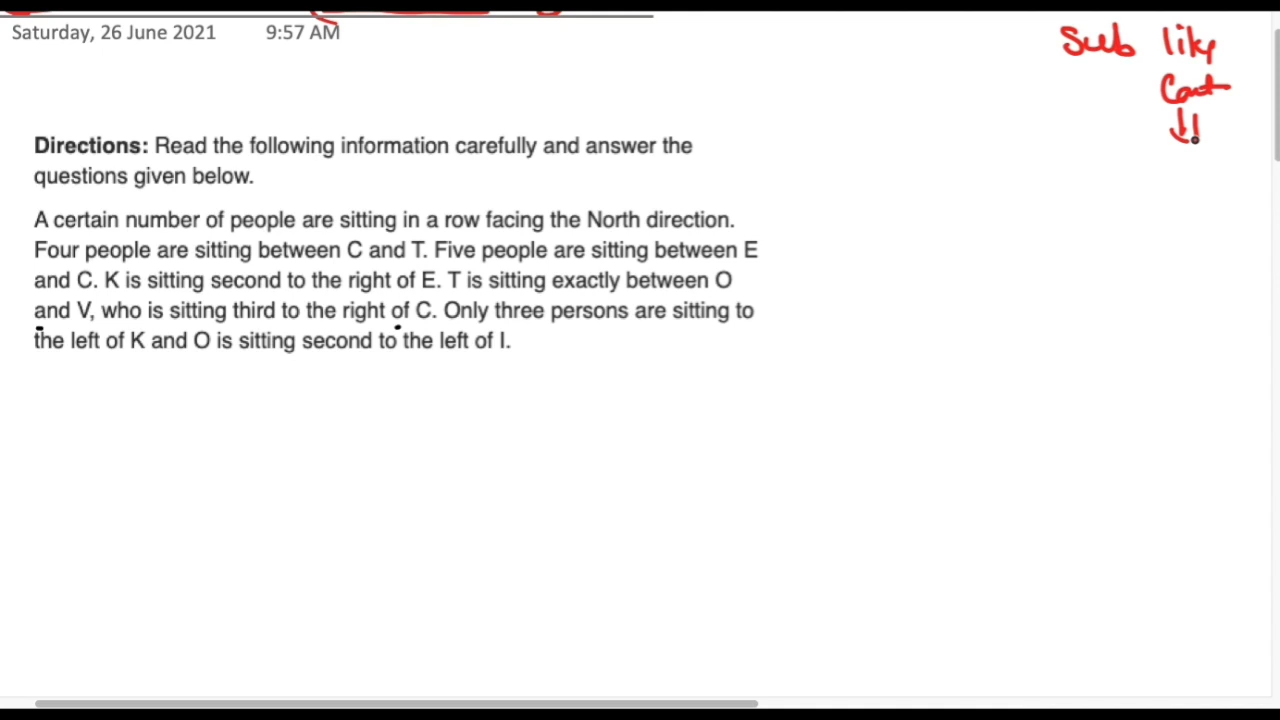 Saturday, 26 June 2021 9:57 AM
Sub like
Directions: Read the following information carefully and answer the
questions given below.
A certain number of people are sitting in a row facing the North direction.
Four people are sitting between C and T. Five people are sitting between E
and C. K is sitting second to the right of E. T is sitting exactly between O
and V, who is sitting third to the right of C. Only three persons are sitting to
the left of K and O is sitting second to the left of I.